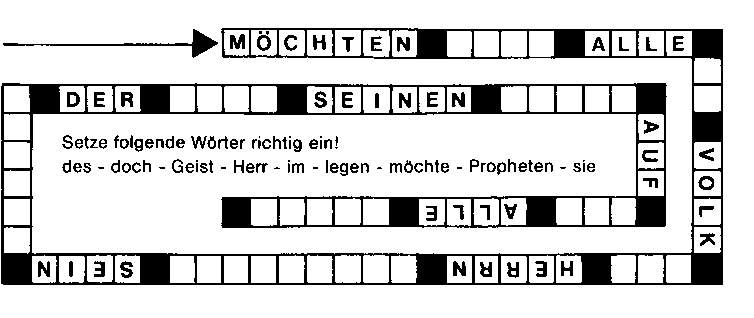 MÖCHTEN ALLE
DER SEINEN
AUF
VOLK
Setze folgende Wörter richtig ein!
des - doch - Geist - Herr - im - legen - möchte - Propheten - sie
ALLE
HERRN SEIN